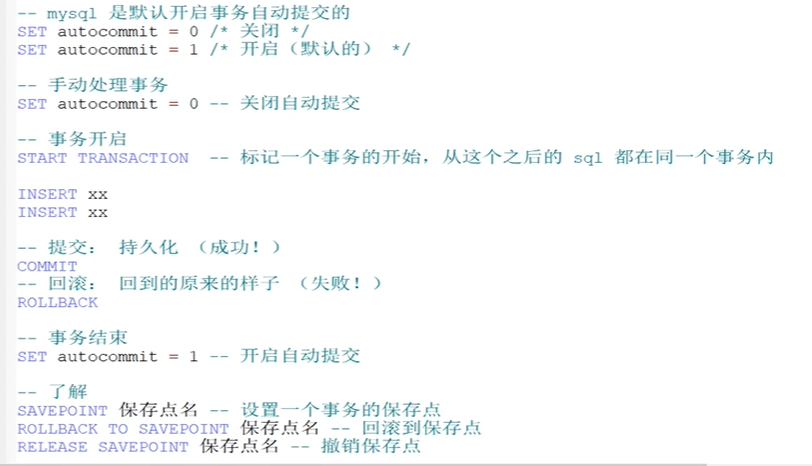 -- mysql 是默认开启事务自动提交的
SET autocommit = 0 /* 关闭 */
SET autocommit = 1 /* 开启（默认的） */
-- 手动处理事务
SET autocommit = 0 -- 关闭自动提交
-- 事务开启
START TRANSACTION  -- 标记一个事务的开始，从这个之后的 sql 都在同一个事务内
INSERT xx
INSERT xx
-- 提交： 持久化 （成功！）
COMMIT
-- 回滚： 回到的原来的样子 （失败！）
ROLLBACK
-- 事务结束
SET autocommit = 1 -- 开启自动提交
-- 了解
SAVEPOINT 保存点名 -- 设置一个事务的保存点
ROLLBACK TO SAVEPOINT 保存点名 -- 回滚到保存点
RELEASE SAVEPOINT 保存点名 -- 撤销保存点